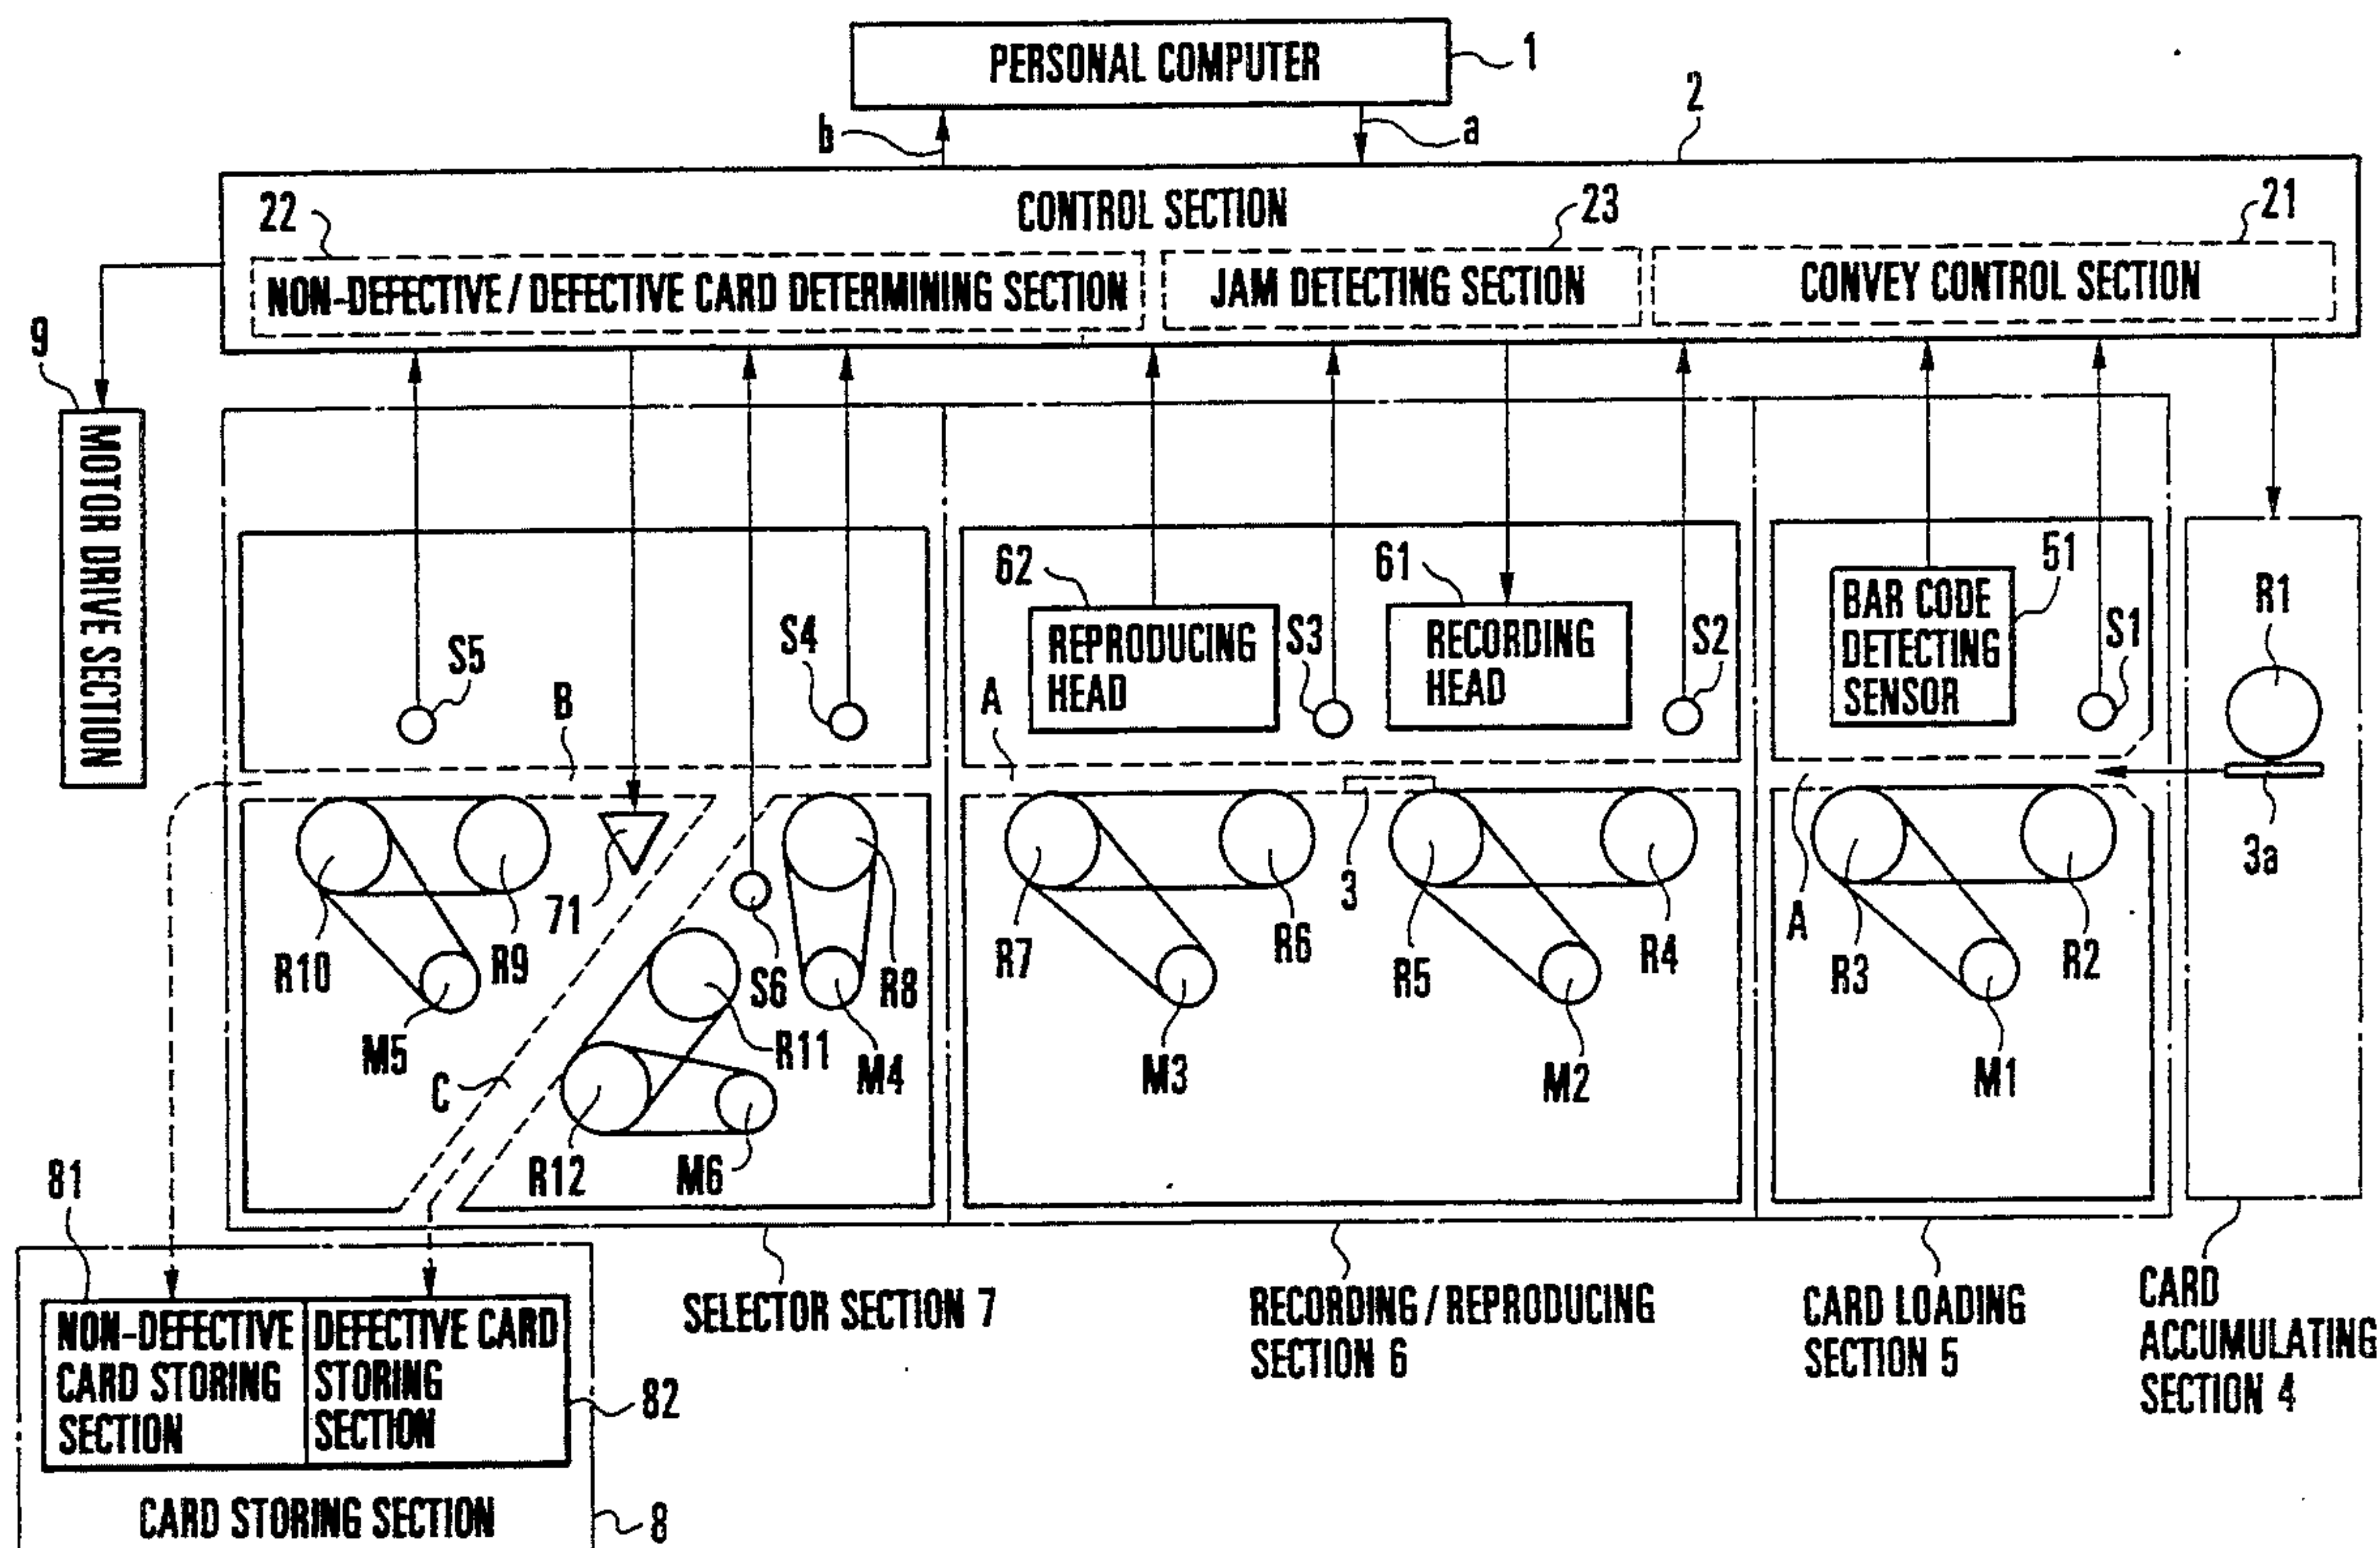 PERSONAL COMPUTER
1
b
a
2
CONTROL SECTION
22
23
21
NON-DEFECTIVE / DEFECTIVE CARD DETERMINING SECTION
JAM DETECTING SECTION
CONVEY CONTROL SECTION
9
MOTOR DRIVE SECTION
62
61
51
REPRODUCING
HEAD
RECORDING
HEAD
BAR CODE
DETECTING
SENSOR
R1
S5
S4
S3
S2
S1
B
A
3
3a
A
71
R10
R9
S6
R8
R7
R6
R5
R4
R3
R2
M5
R11
M4
M3
M2
M1
C
R12
M6
81
NON-DEFECTIVE
CARD STORING
SECTION
DEFECTIVE CARD
STORING
SECTION
82
CARD STORING SECTION
8
SELECTOR SECTION 7
RECORDING / REPRODUCING
SECTION 6
CARD LOADING
SECTION 5
CARD
ACCUMULATING
SECTION 4